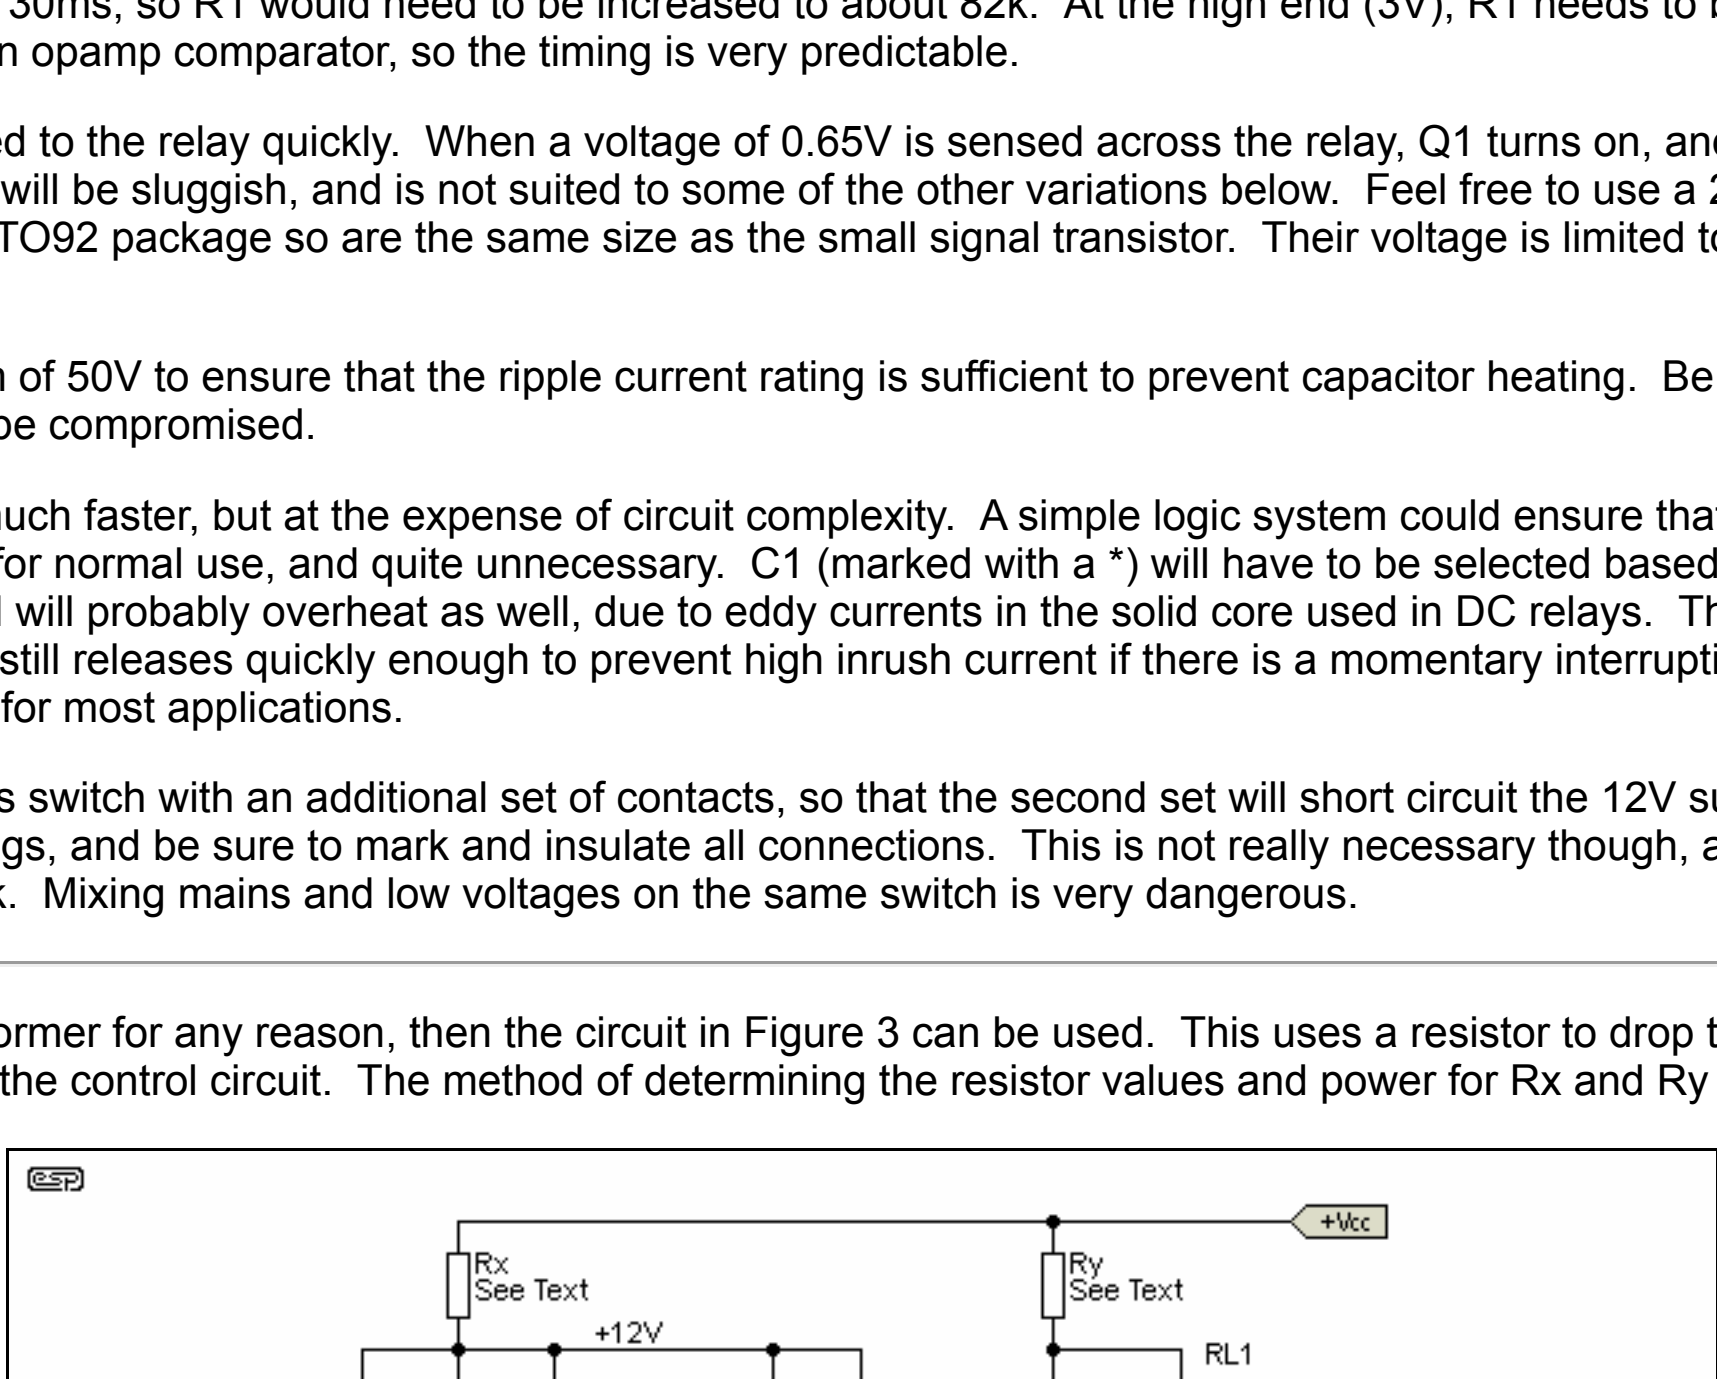 30ms, so R1 would need to be increased to about 82k. At the high end (3V), R1 needs to
n opamp comparator, so the timing is very predictable.
ed to the relay quickly. When a voltage of 0.65V is sensed across the relay, Q1 turns on, and
will be sluggish, and is not suited to some of the other variations below. Feel free to use a 2
TO92 package so are the same size as the small signal transistor. Their voltage is limited to
of 50V to ensure that the ripple current rating is sufficient to prevent capacitor heating. Be
be compromised.
much faster, but at the expense of circuit complexity. A simple logic system could ensure that
for normal use, and quite unnecessary. C1 (marked with a *) will have to be selected based
will probably overheat as well, due to eddy currents in the solid core used in DC relays. Th
still releases quickly enough to prevent high inrush current if there is a momentary interrupti
for most applications.
s switch with an additional set of contacts, so that the second set will short circuit the 12V su
gs, and be sure to mark and insulate all connections. This is not really necessary though, a
k. Mixing mains and low voltages on the same switch is very dangerous.
ormer for any reason, then the circuit in Figure 3 can be used. This uses a resistor to drop t
the control circuit. The method of determining the resistor values and power for Rx and Ry
esp
+Vcc
Rx
See Text
Ry
See Text
+12V
RL1